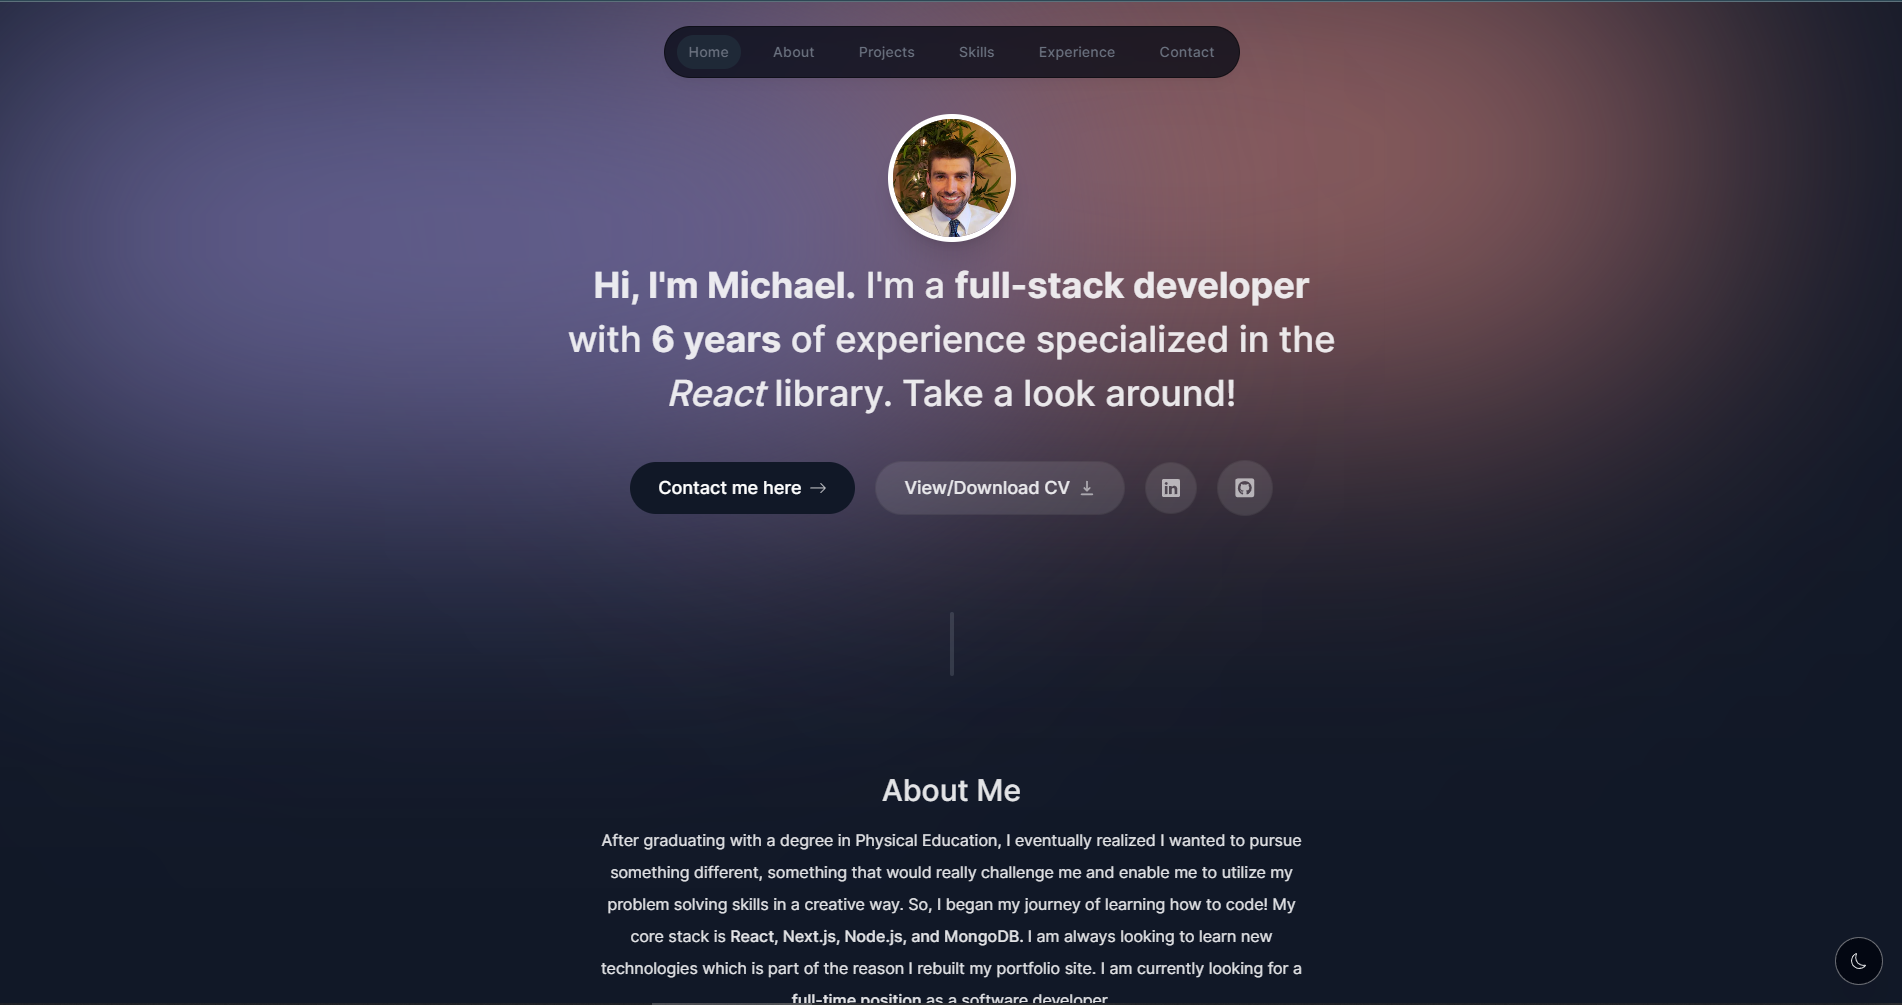 Home About Projects Skills Experience Contact
Hi, I'm Michael. I'm a full-stack developer
with 6 years of experience specialized in the
React library. Take a look around!
Contact me here View/Download CV in
About Me
After graduating with a degree in Physical Education, I eventually realized I wanted to pursue
something different, something that would really challenge me and enable me to utilize my
problem solving skills in a creative way. So, I began my journey of learning how to code! My
core stack is React, Next.js, Node.js, and MongoDB. I am always looking to learn new
technologies which is part of the reason I rebuilt my portfolio site. I am currently looking for a
full-time position as a software developer.